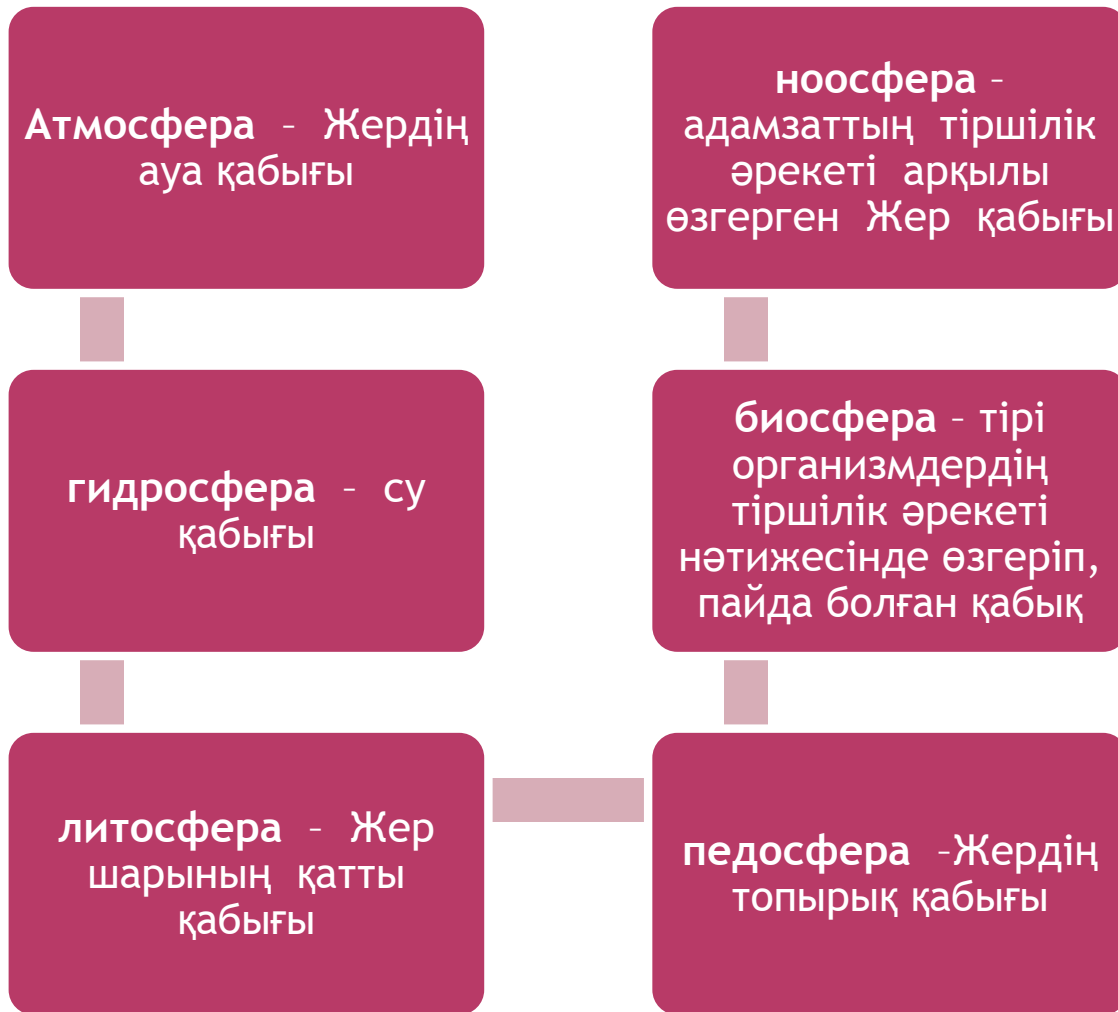 Атмосфера – Жердің
ауа қабығы
гидросфера – су
қабығы
литосфера – Жер
шарының қатты
қабығы
педосфера –Жердің
топырық қабығы
биосфера – тірі
организмдердің
тіршілік әрекеті
нәтижесінде өзгеріп,
пайда болған қабық
ноосфера –
адамзаттың тіршілік
әрекеті арқылы
өзгерген Жер қабығы